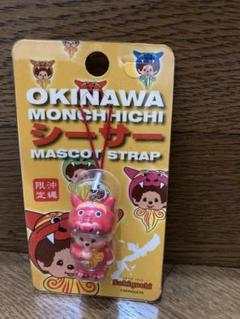 OKINAWA
MONCHHICHI
シーサー
MASCOT STRAP
沖縄
限定
Sekiguchi